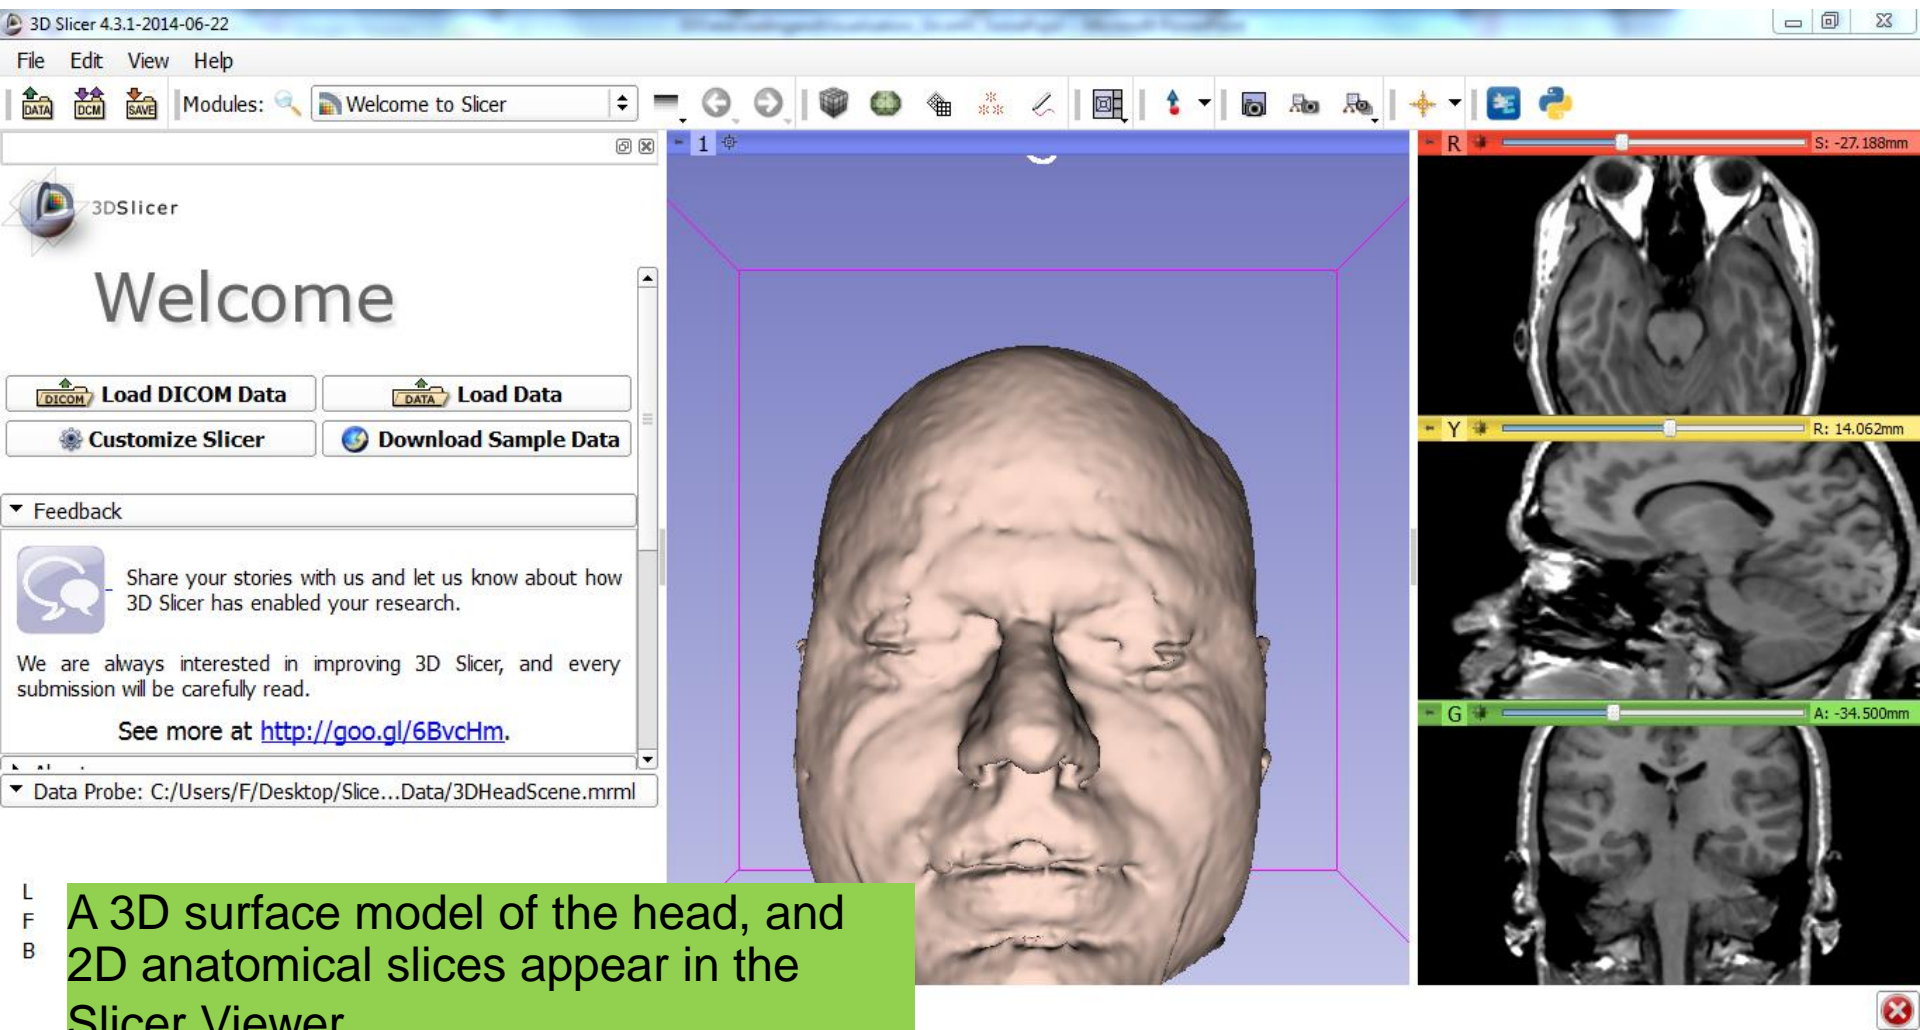 3D Slicer 4.3.1-2014-06-22
File Edit View Help
DATA DCM SAVE Modules: Welcome to Slicer
1
R S: -27.188mm
3DSlicer
Welcome
DICOM Load DICOM Data
DATA Load Data
Customize Slicer
Download Sample Data
Y R: 14.062mm
Feedback
Share your stories with us and let us know about how
3D Slicer has enabled your research.
We are always interested in improving 3D Slicer, and every
submission will be carefully read.
See more at http://goo.gl/6BvcHm.
G A: -34.500mm
Data Probe: C:/Users/F/Desktop/Slice...Data/3DHeadScene.mrml
L
F
B
A 3D surface model of the head, and
2D anatomical slices appear in the
Slicer Viewer